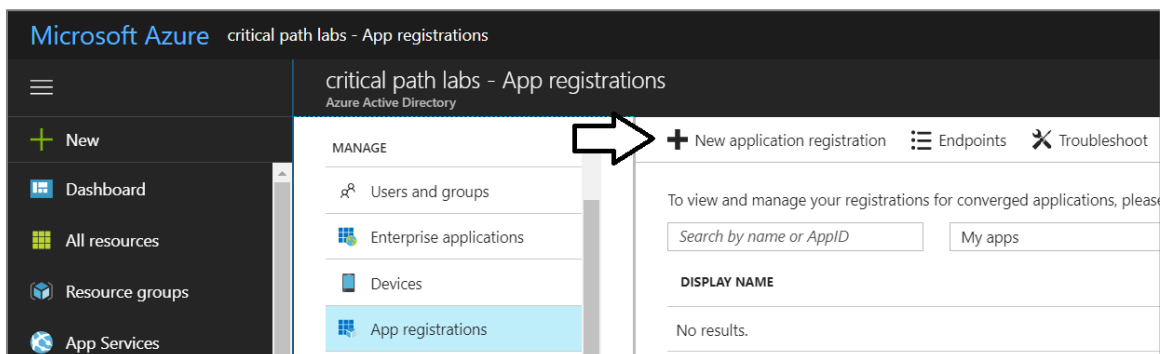 Microsoft Azure critical path labs - App registrations
critical path labs - App registrations
Azure Active Directory
New
Dashboard
All resources
Resource groups
App Services
MANAGE
Users and groups
Enterprise applications
Devices
App registrations
New application registration Endpoints Troubleshoot
To view and manage your registrations for converged applications, please
Search by name or AppID My apps
DISPLAY NAME
No results.